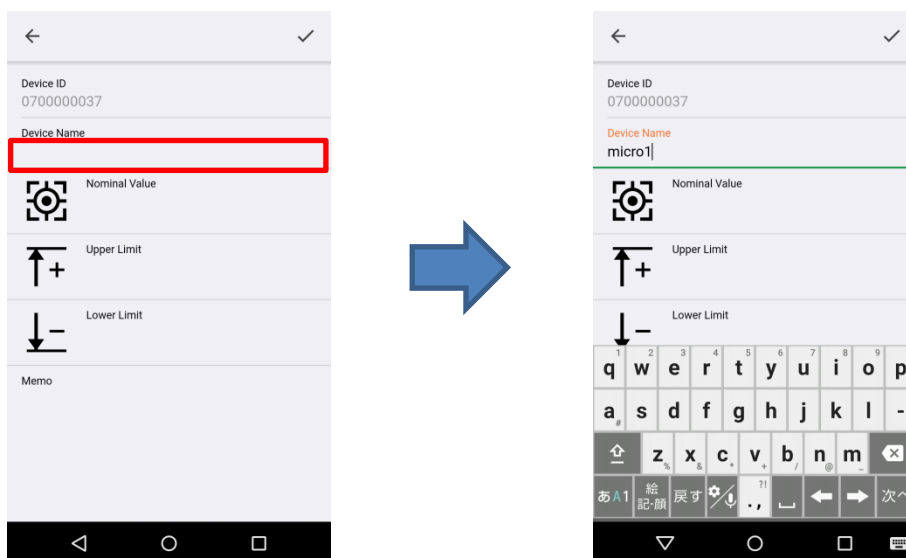 Device ID
0700000037
Device Name
Nominal Value
Upper Limit
Lower Limit
Memo
Device ID
0700000037
Device Name
micro1
Nominal Value
Upper Limit
Lower Limit
1 2 3 4 5 6 7 8 9
q w e r t y u i o p
a # s d f g h j k l -
z % x & c * v + b / n @ m _
あA1 絵 記・顔 戻す ?! ., 次へ